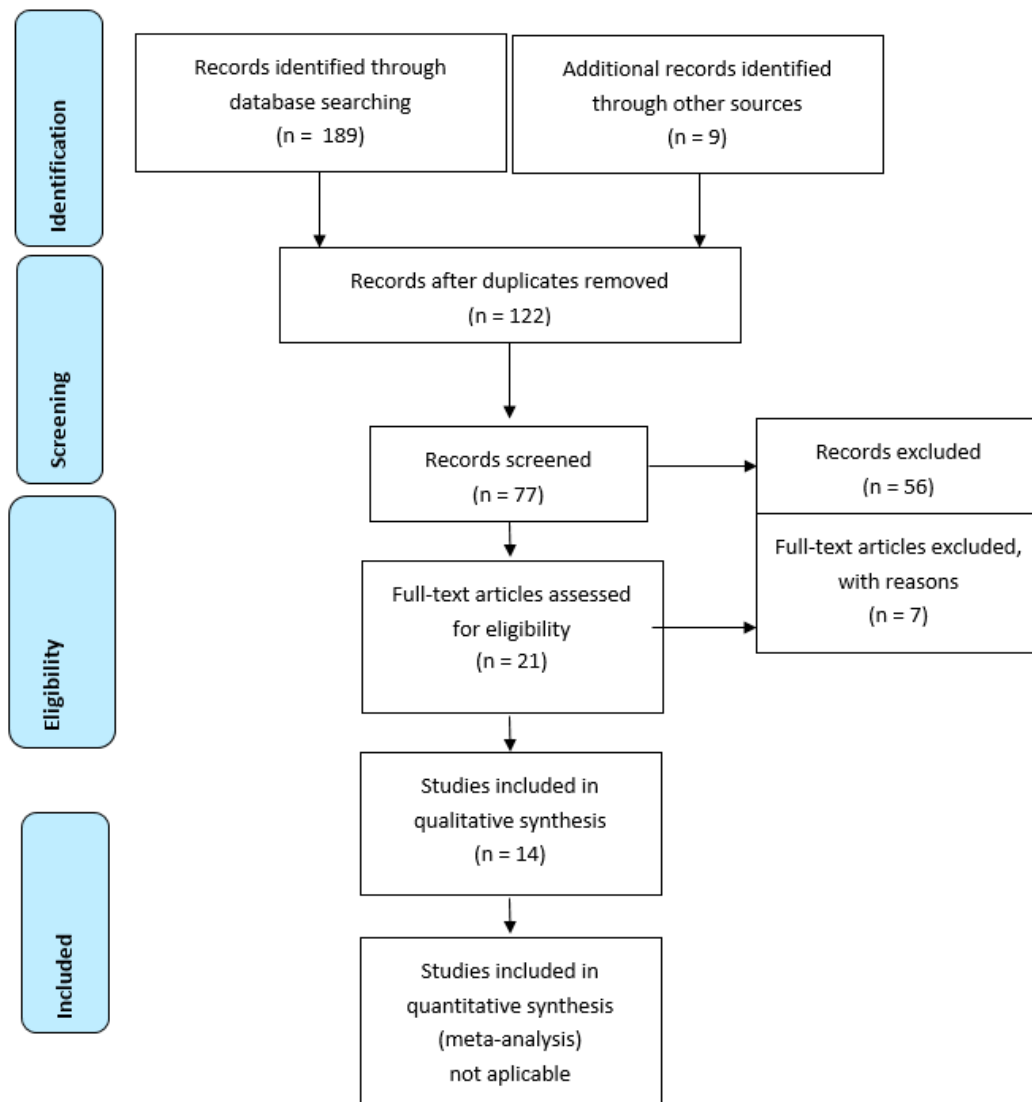 Identification
Records identified through
database searching
(n = 189)
Additional records identified
through other sources
(n = 9)
Screening
Records after duplicates removed
(n = 122)
Records screened
(n = 77)
Records excluded
(n = 56)
Eligibility
Full-text articles assessed
for eligibility
(n = 21)
Full-text articles excluded,
with reasons
(n = 7)
Included
Studies included in
qualitative synthesis
(n = 14)
Studies included in
quantitative synthesis
(meta-analysis)
not aplicable